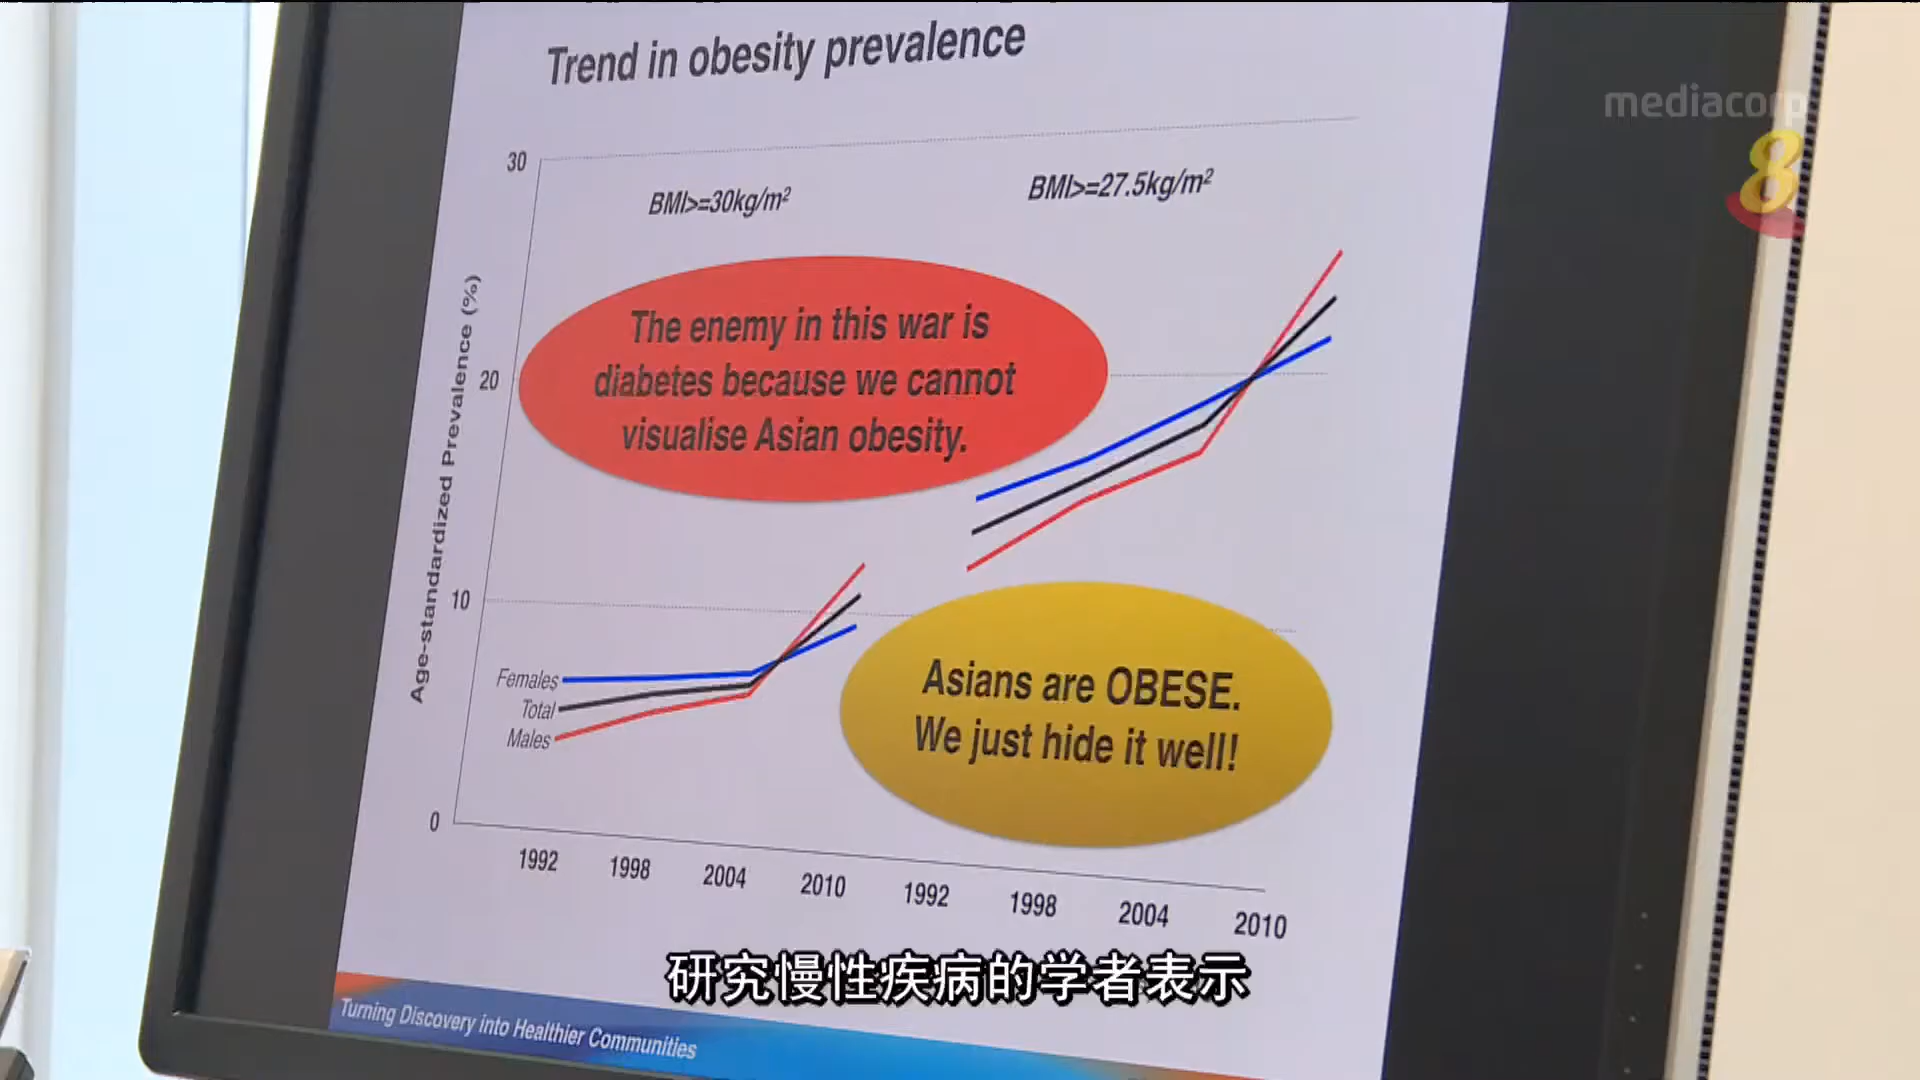 Trend in obesity prevalence
mediacorp
8
30
BMI>=30kg/m²
BMI>=27.5kg/m²
The enemy in this war is
diabetes because we cannot
visualise Asian obesity.
Age-standardized Prevalence (%)
20
10
Females
Total
Males
Asians are OBESE.
We just hide it well!
0
1992 1998 2004 2010 1992 1998 2004 2010
研究慢性疾病的学者表示
Turning Discovery into Healthier Communities